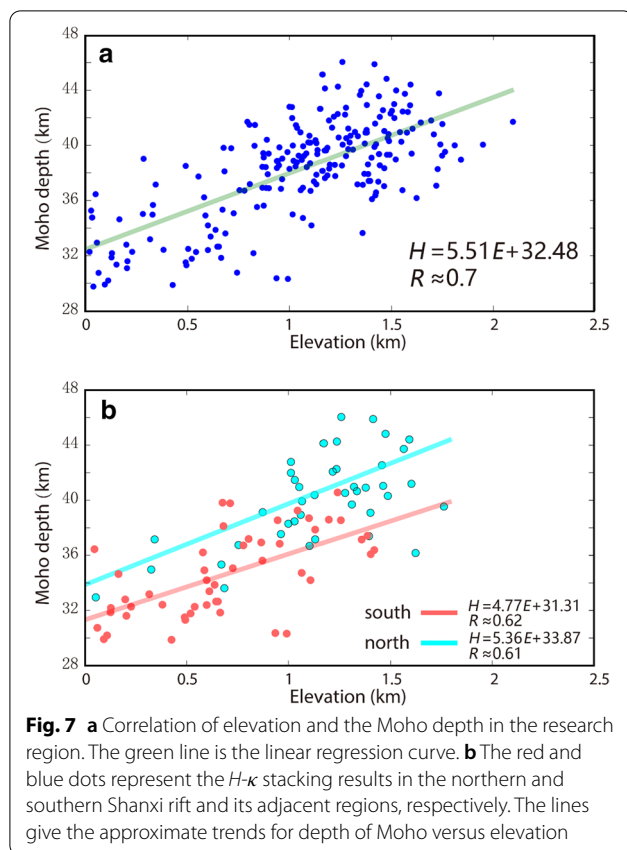 a
48
44
40
36
32
28
Moho depth (km)
H = 5.51E+32.48
R ≈0.7
0 0.5 1 1.5 2 2.5
Elevation (km)
b
48
44
40
36
32
28
Moho depth (km)
south H=4.77E+31.31
R ≈0.62
north H=5.36E+33.87
R ≈0.61
0 0.5 1 1.5 2 2.5
Elevation (km)
Fig. 7 a Correlation of elevation and the Moho depth in the research
region. The green line is the linear regression curve. b The red and
blue dots represent the H-κ stacking results in the northern and
southern Shanxi rift and its adjacent regions, respectively. The lines
give the approximate trends for depth of Moho versus elevation